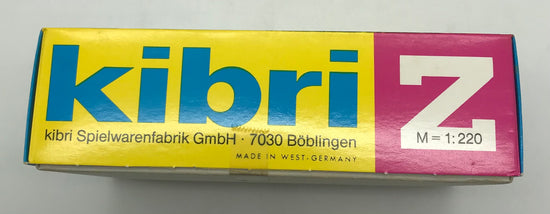 kibri
kibri Spielwarenfabrik GmbH · 7030 Böblingen
MADE IN WEST-GERMANY
Z
M = 1:220